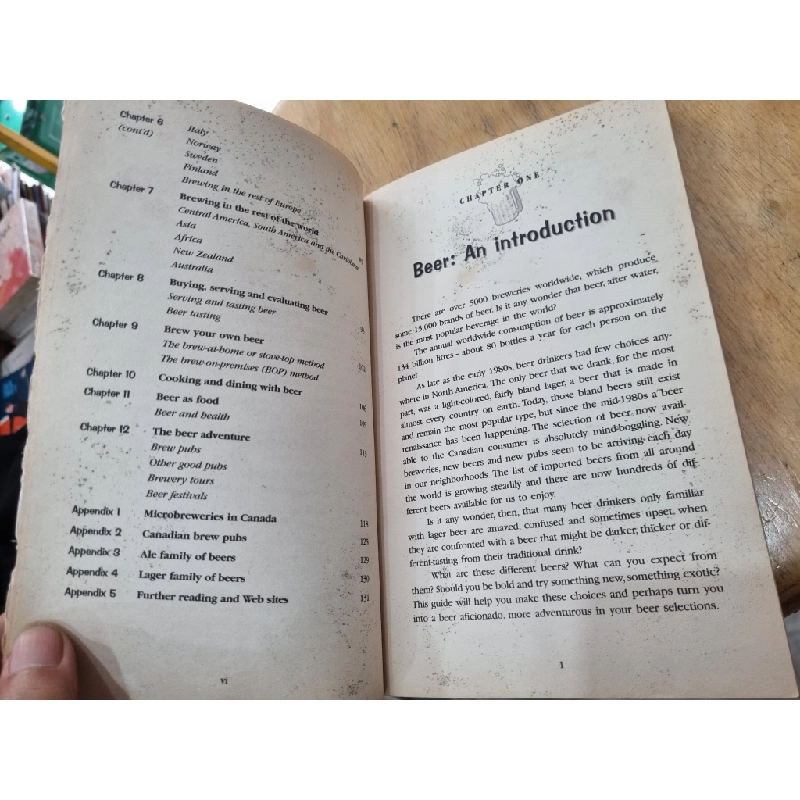 Chapter 6
(cont'd)
Italy
Norway
Sweden
Finland
Brewing in the rest of Europe
Chapter 7
Brewing in the rest of the world
Central America, South America and the Caribbean
Asia
Africa
New Zealand
Australia
Chapter 8
Buying, serving and evaluating beer
Serving and tasting beer
Beer tasting
Chapter 9
Brew your own beer
The brew-at-home or stove-top method
The brew-on-premises (BOP) method
Chapter 10
Cooking and dining with beer
Chapter 11
Beer as food
Beer and health
Chapter 12
The beer adventure
Brew pubs
Other good pubs
Brewery tours
Beer festivals
Appendix 1 Microbreweries in Canada
Appendix 2 Canadian brew pubs
Appendix 3 Ale family of beers 129
Appendix 4 Lager family of beers 130
Appendix 5 Further reading and Web sites 131
vi
CHAPTER ONE
Beer: An introduction
There are over 5000 breweries worldwide, which produce
some 15,000 brands of beer. Is it any wonder that beer, after water,
is the most popular beverage in the world?
The annual worldwide consumption of beer is approximately
134 billion litres - about 80 bottles a year for each person on the
planet!
As late as the early 1980s, beer drinkers had few choices any-
where in North America. The only beer that we drank, for the most
part, was a light-colored, fairly bland lager, a beer that is made in
almost every country on earth. Today, those bland beers still exist
and remain the most popular type, but since the mid-1980s a beer
renaissance has been happening. The selection of beer now avail-
able to the Canadian consumer is absolutely mind-boggling. New
breweries, new beers and new pubs seem to be arriving each day
in our neighborhoods. The list of imported beers from all around
the world is growing steadily and there are now hundreds of dif-
ferent beers available for us to enjoy.
Is it any wonder, then, that many beer drinkers only familiar
with lager beer are amazed, confused and sometimes upset when
they are confronted with a beer that might be darker, thicker or dif-
ferent-tasting from their traditional drink?
What are these different beers? What can you expect from
them? Should you be bold and try something new, something exotic?
This guide will help you make these choices and perhaps turn you
into a beer aficionado, more adventurous in your beer selections.
1